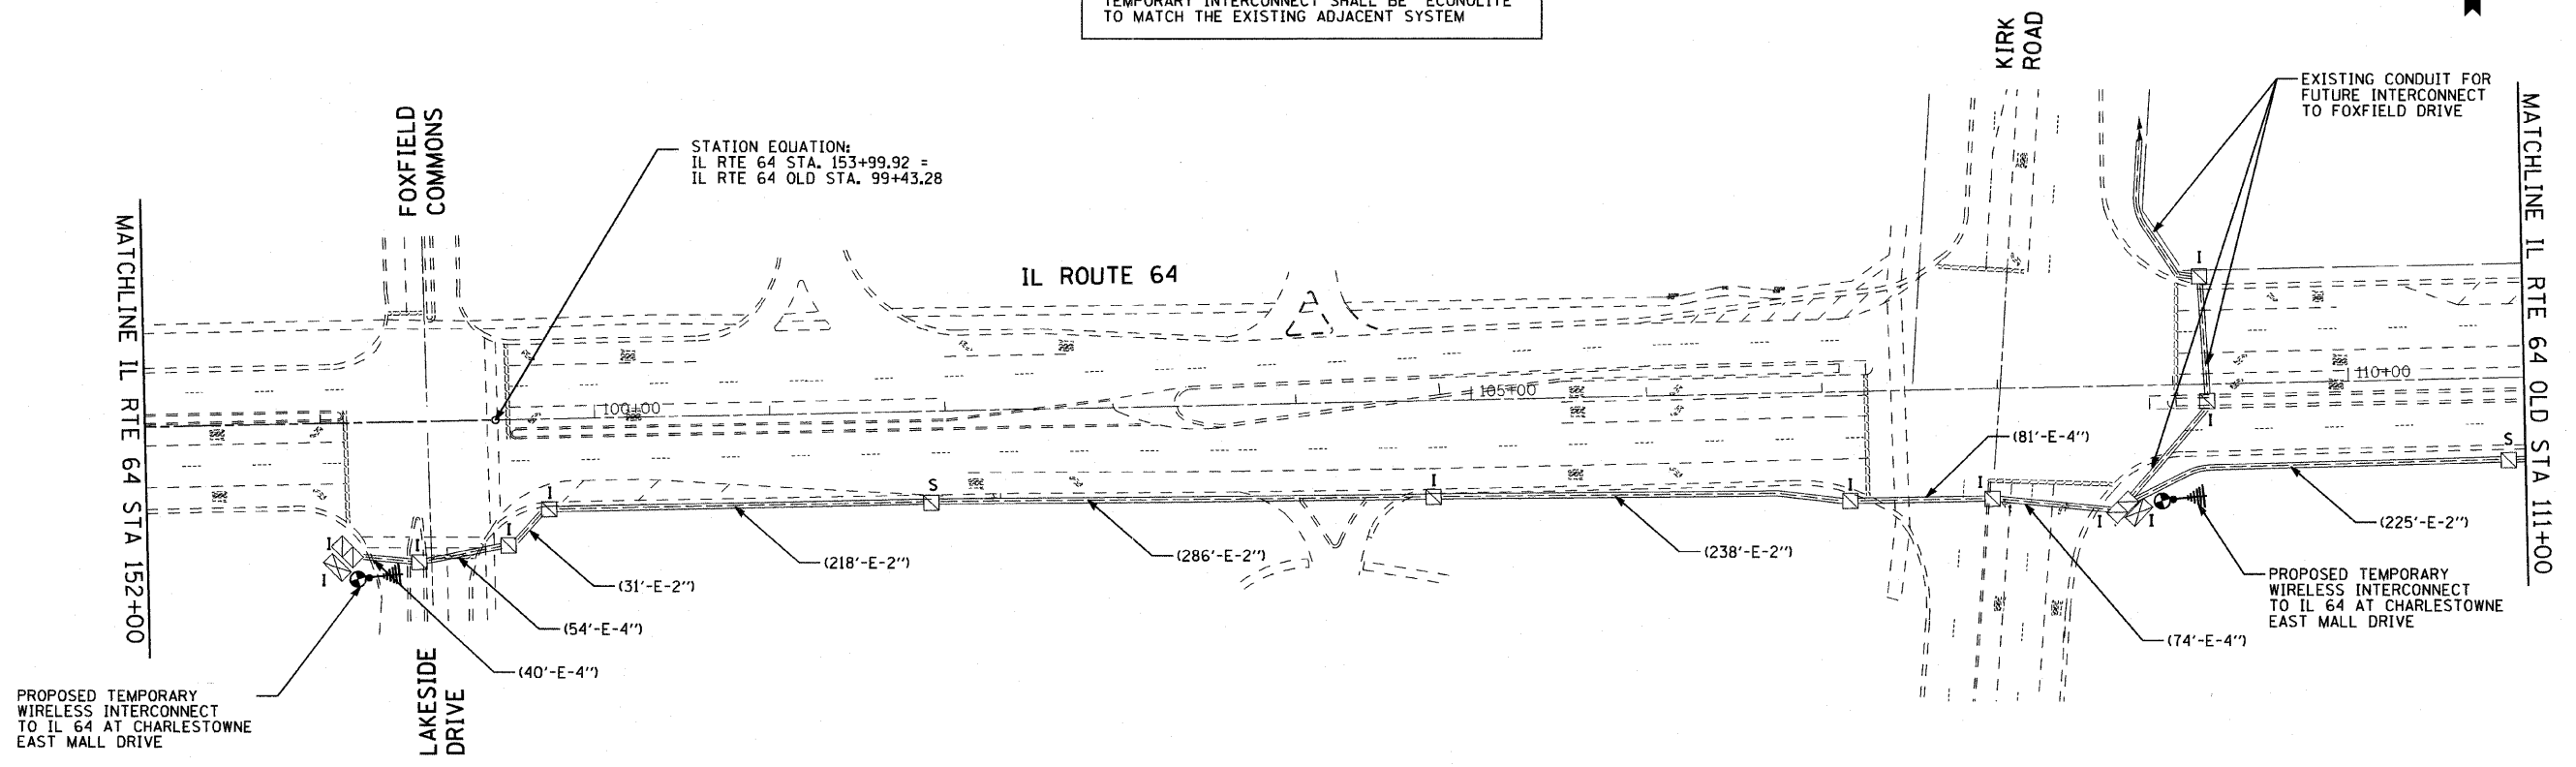 TEMPORARY INTERCONNECT SHALL BE "ECONOLITE"
TO MATCH THE EXISTING ADJACENT SYSTEM
KIRK
ROAD
EXISTING CONDUIT FOR
FUTURE INTERCONNECT
TO FOXFIELD DRIVE
MATCHLINE IL RTE 64 OLD STA 111+00
FOXFIELD
COMMONS
STATION EQUATION:
IL RTE 64 STA. 153+99.92 =
IL RTE 64 OLD STA. 99+43.28
MATCHLINE IL RTE 64 STA 152+00
IL ROUTE 64
I
100+00
105+00
110+00
I
(81'-E-4")
S
I
S
I
I
I
I
I
I
I
I
(218'-E-2")
(286'-E-2")
(238'-E-2")
(225'-E-2")
(31'-E-2")
(54'-E-4")
(40'-E-4")
(74'-E-4")
PROPOSED TEMPORARY
WIRELESS INTERCONNECT
TO IL 64 AT CHARLESTOWNE
EAST MALL DRIVE
LAKESIDE
DRIVE
PROPOSED TEMPORARY
WIRELESS INTERCONNECT
TO IL 64 AT CHARLESTOWNE
EAST MALL DRIVE